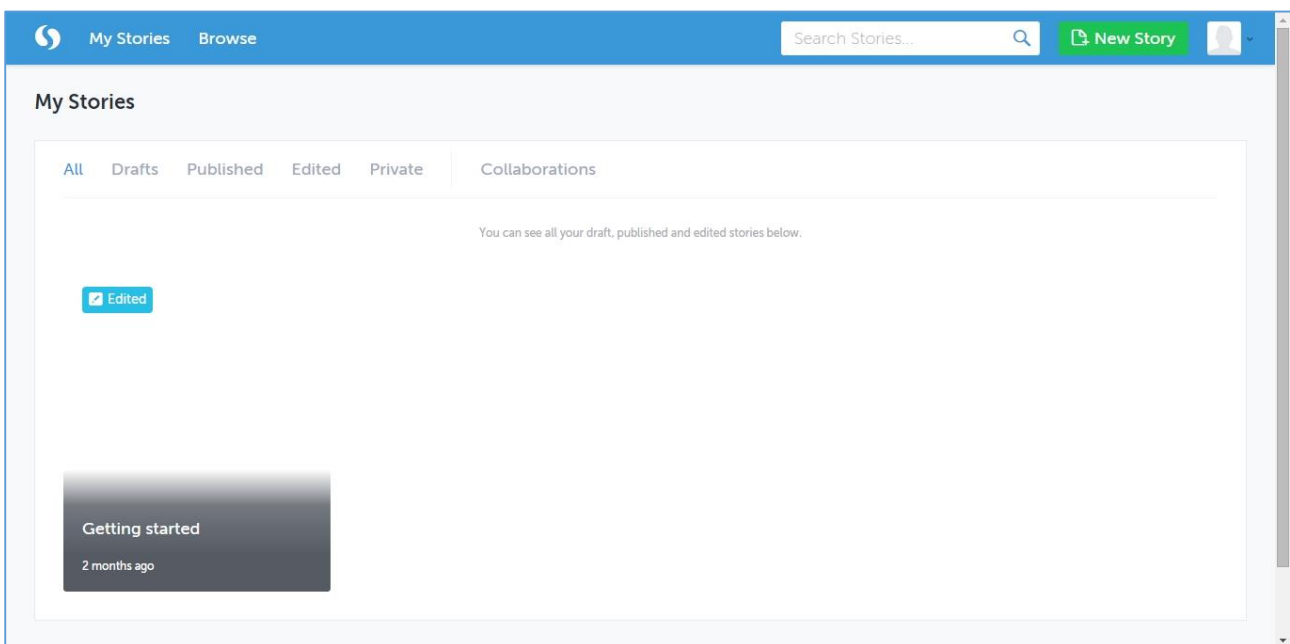 My Stories Browse Search Stories... New Story
My Stories
All Drafts Published Edited Private Collaborations
You can see all your draft, published and edited stories below.
Edited
Getting started
2 months ago